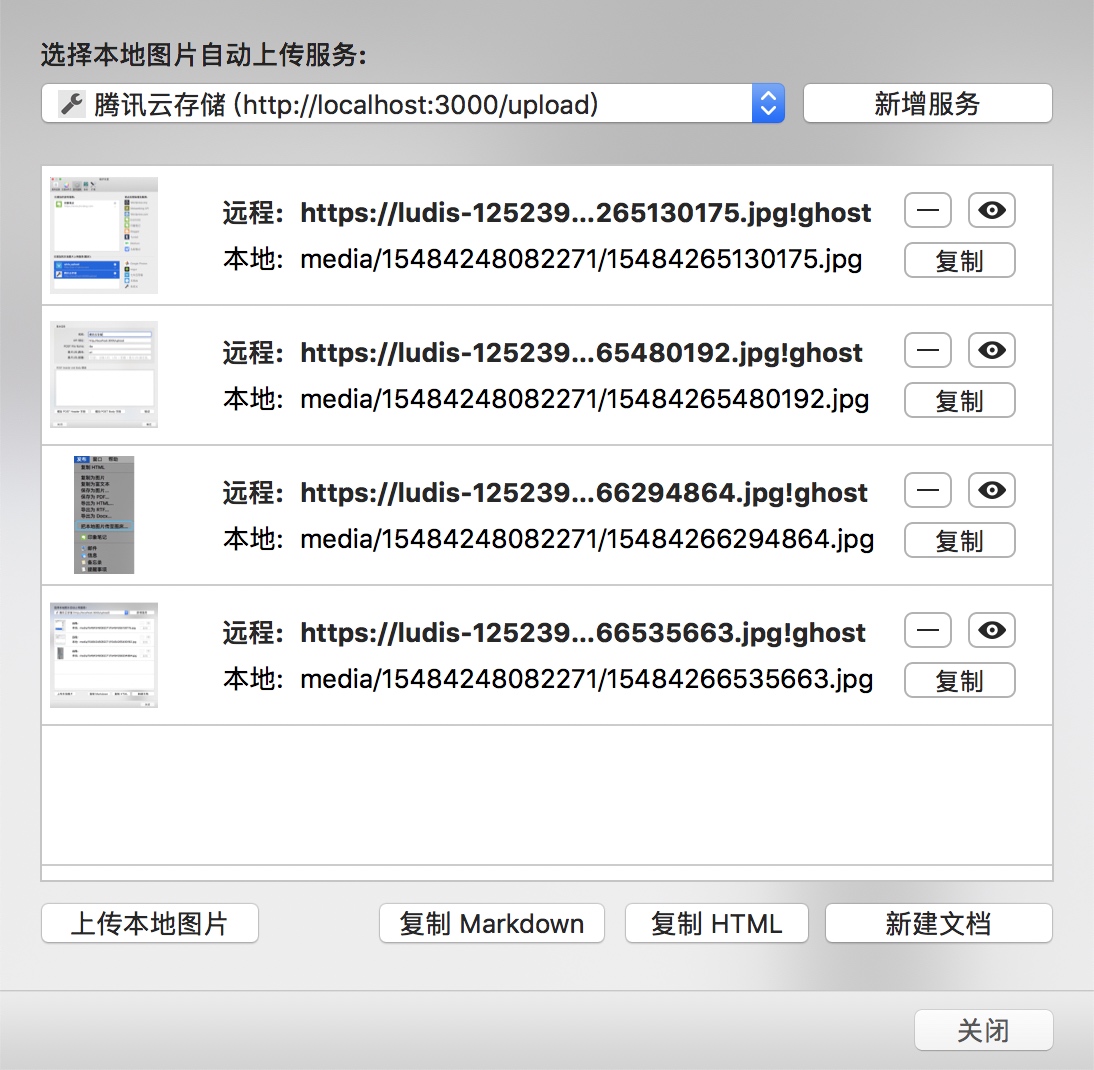 选择本地图片自动上传服务:
腾讯云存储 (http://localhost:3000/upload)
新增服务
远程: https://ludis-125239...265130175.jpg!ghost
本地: media/15484248082271/15484265130175.jpg
复制
远程: https://ludis-125239...65480192.jpg!ghost
本地: media/15484248082271/15484265480192.jpg
复制
远程: https://ludis-125239...66294864.jpg!ghost
本地: media/15484248082271/15484266294864.jpg
复制
远程: https://ludis-125239...66535663.jpg!ghost
本地: media/15484248082271/15484266535663.jpg
复制
上传本地图片
复制 Markdown
复制 HTML
新建文档
关闭